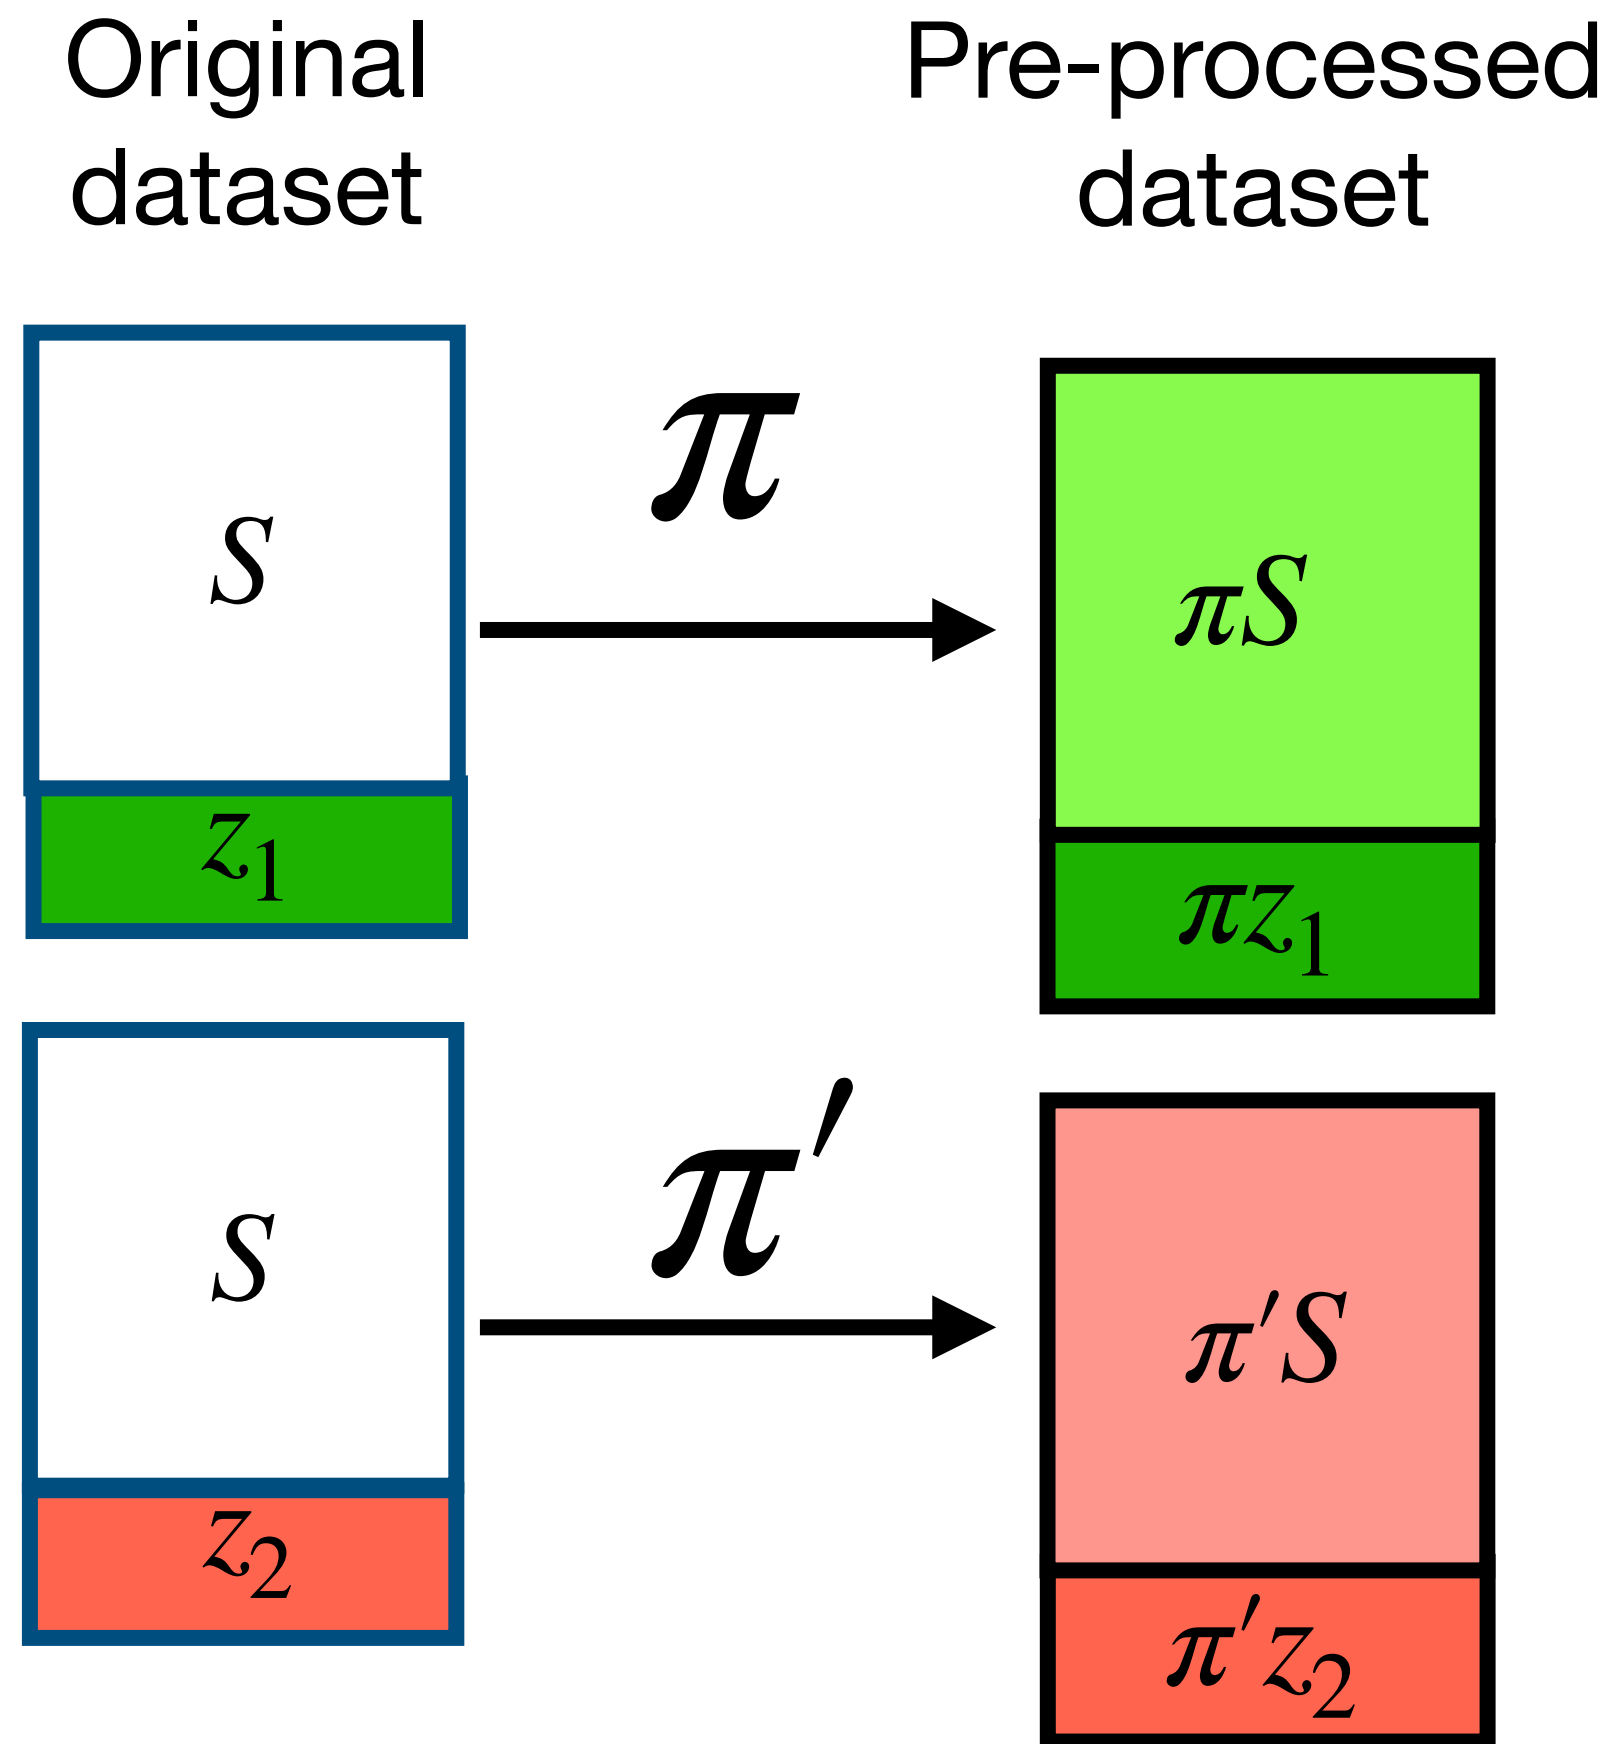 Original
dataset
Pre-processed
dataset
S
π
πS
z₁
πz₁
S
π′
π′S
z₂
π′z₂